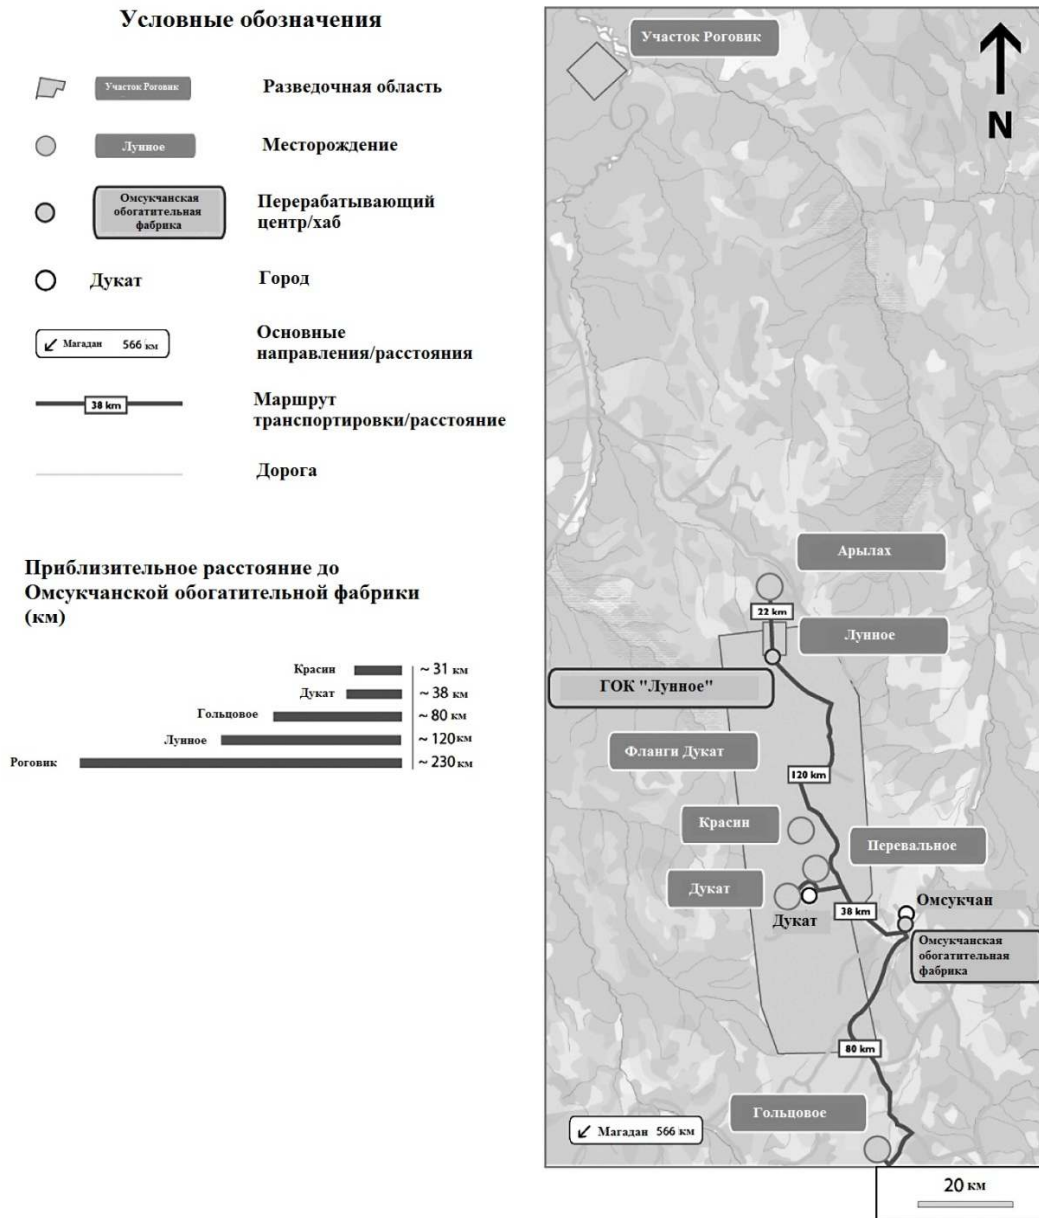 Условные обозначения
Участок Роговик
Разведочная область
Лунное
Месторождение
Омсукчанская
обогатительная
фабрика
Перерабатывающий
центр/хаб
Дукат
Город
↙ Магадан 566 км
Основные
направления/расстояния
38 km
Маршрут
транспортировки/расстояние
Дорога
Приблизительное расстояние до
Омсукчанской обогатительной фабрики
(км)
Красин ~ 31 км
Дукат ~ 38 км
Гольцовое ~ 80 км
Лунное ~ 120 км
Роговик ~ 230 км
Участок Роговик
N
Арылах
22 km
Лунное
ГОК "Лунное"
Фланги Дукат
120 km
Красин
Перевальное
Дукат
Дукат
38 km
Омсукчан
Омсукчанская
обогатительная
фабрика
80 km
Гольцовое
↙ Магадан 566 км
20 км